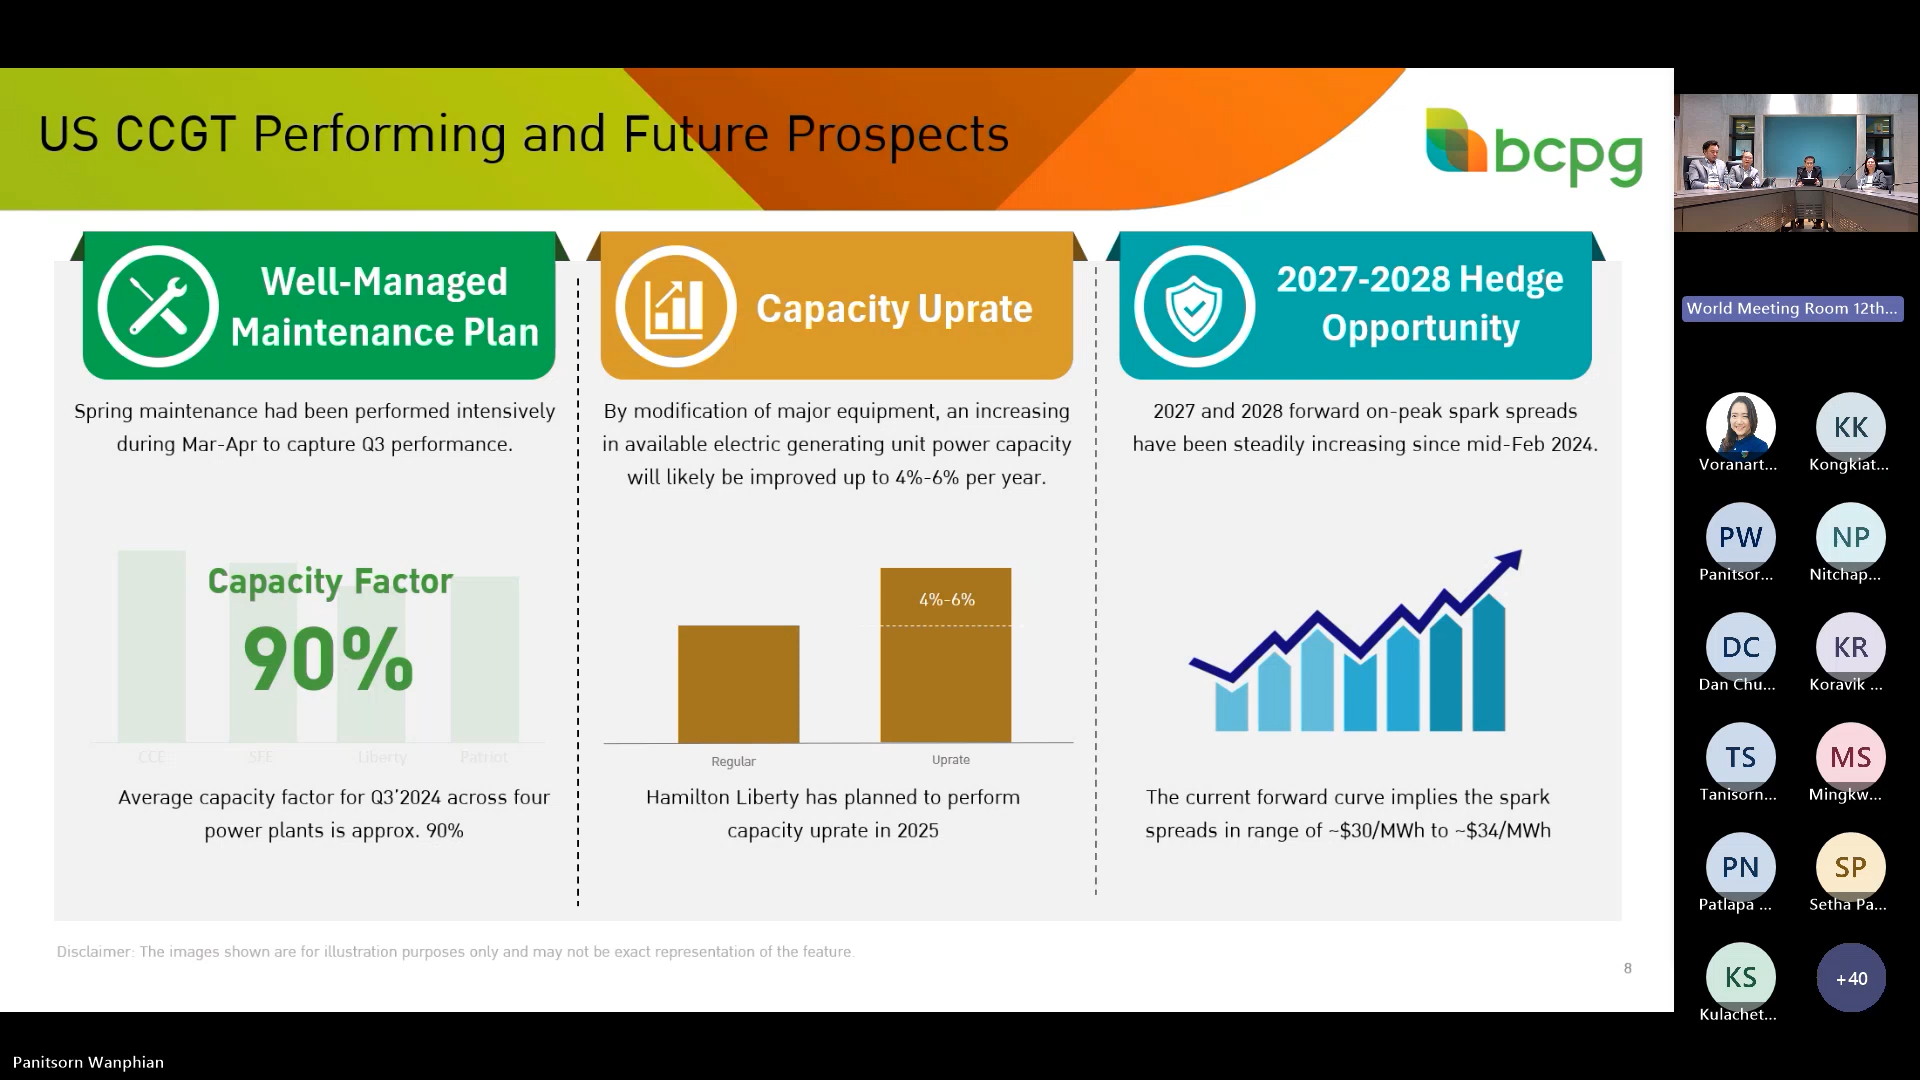 US CCGT Performing and Future Prospects
bcpg
Well-Managed
Maintenance Plan
Spring maintenance had been performed intensively
during Mar-Apr to capture Q3 performance.
Capacity Factor
90%
CCE
SFE
Liberty
Patriot
Average capacity factor for Q3'2024 across four
power plants is approx. 90%
Capacity Uprate
By modification of major equipment, an increasing
in available electric generating unit power capacity
will likely be improved up to 4%-6% per year.
4%-6%
Regular
Uprate
Hamilton Liberty has planned to perform
capacity uprate in 2025
2027-2028 Hedge
Opportunity
2027 and 2028 forward on-peak spark spreads
have been steadily increasing since mid-Feb 2024.
The current forward curve implies the spark
spreads in range of ~$30/MWh to ~$34/MWh
Disclaimer: The images shown are for illustration purposes only and may not be exact representation of the feature.
8
World Meeting Room 12th...
Voranart...
KK
Kongkiat...
PW
Panitsor...
NP
Nitchap...
DC
Dan Chu...
KR
Koravik ...
TS
Tanisorn...
MS
Mingkw...
PN
Patlapa ...
SP
Setha Pa...
KS
Kulachet...
+40
Panitsorn Wanphian